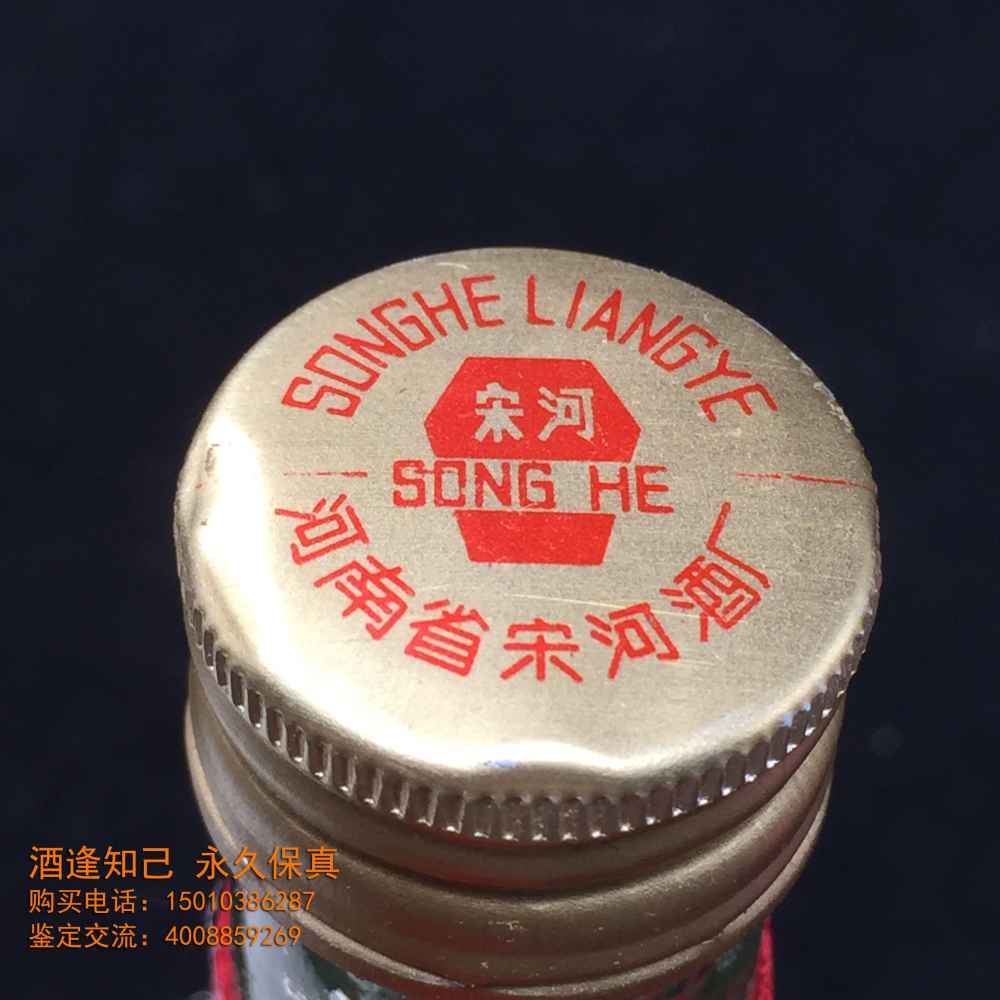 SONGHE LIANGYE
宋河
SONG HE
河南省宋河酒厂
酒逢知己 永久保真
购买电话：15010386287
鉴定交流：4008859269